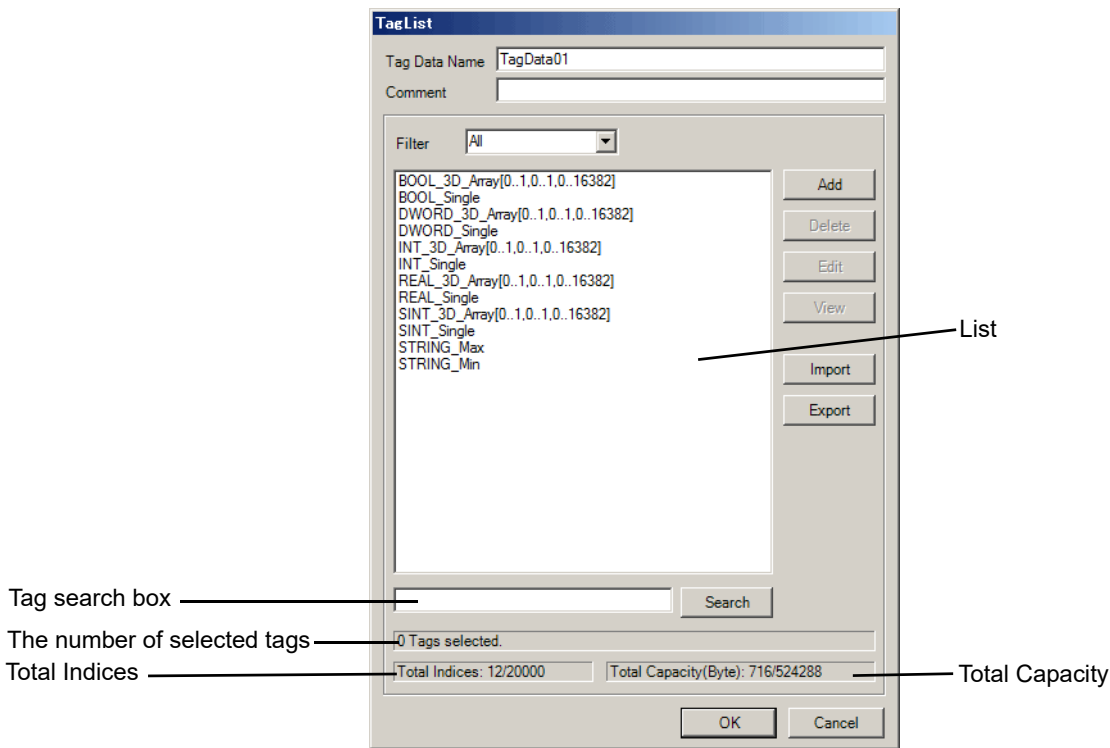 TagList
Tag Data Name TagData01
Comment
Filter All
BOOL_3D_Array[0..1,0..1,0..16382]
BOOL_Single
DWORD_3D_Array[0..1,0..1,0..16382]
DWORD_Single
INT_3D_Array[0..1,0..1,0..16382]
INT_Single
REAL_3D_Array[0..1,0..1,0..16382]
REAL_Single
SINT_3D_Array[0..1,0..1,0..16382]
SINT_Single
STRING_Max
STRING_Min
Add
Delete
Edit
View
List
Import
Export
Tag search box
Search
The number of selected tags
0 Tags selected.
Total Indices
Total Indices: 12/20000
Total Capacity(Byte): 716/524288
Total Capacity
OK
Cancel